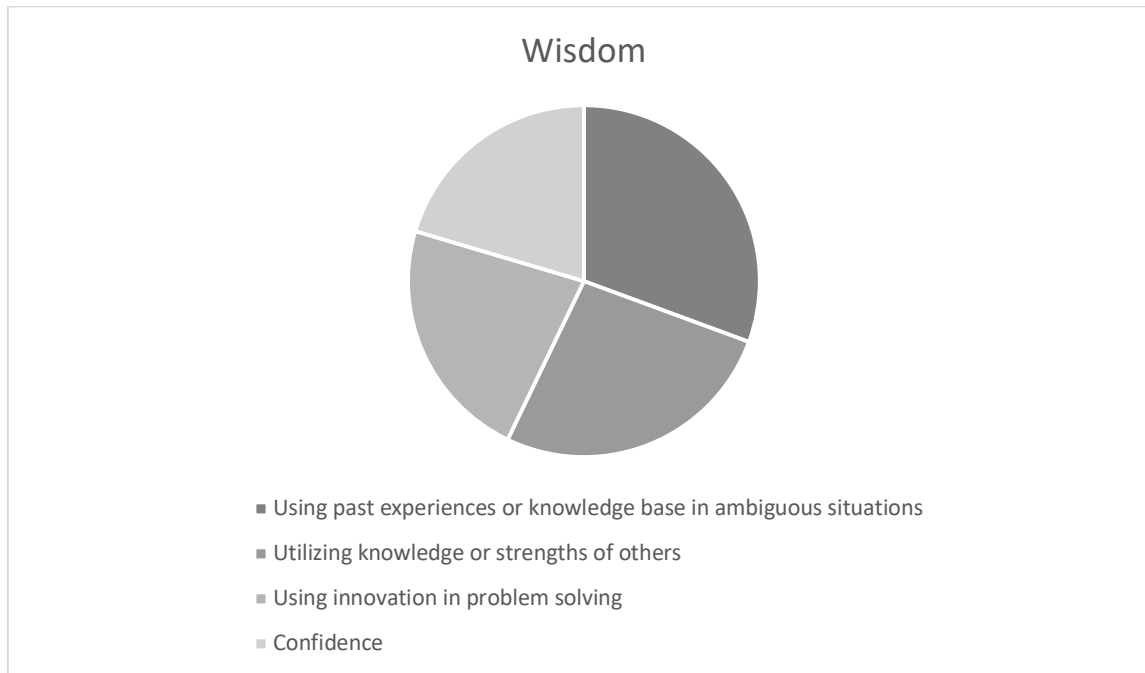 Wisdom
Using past experiences or knowledge base in ambiguous situations
Utilizing knowledge or strengths of others
Using innovation in problem solving
Confidence